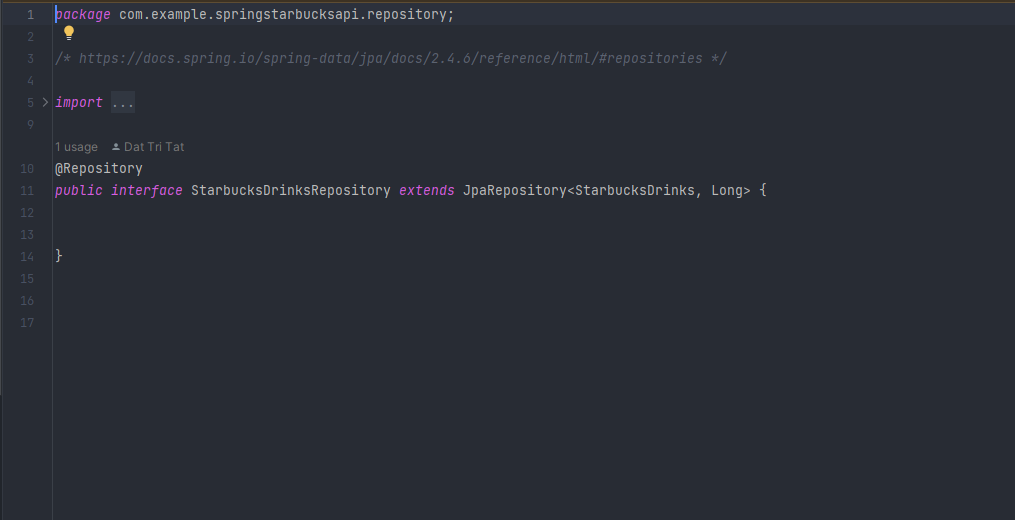 1 package com.example.springstarbucksapi.repository;
2
3 /* https://docs.spring.io/spring-data/jpa/docs/2.4.6/reference/html/#repositories */
4
5 import ...
9
1 usage Dat Tri Tat
10 @Repository
11 public interface StarbucksDrinksRepository extends JpaRepository<StarbucksDrinks, Long> {
12
13
14 }
15
16
17